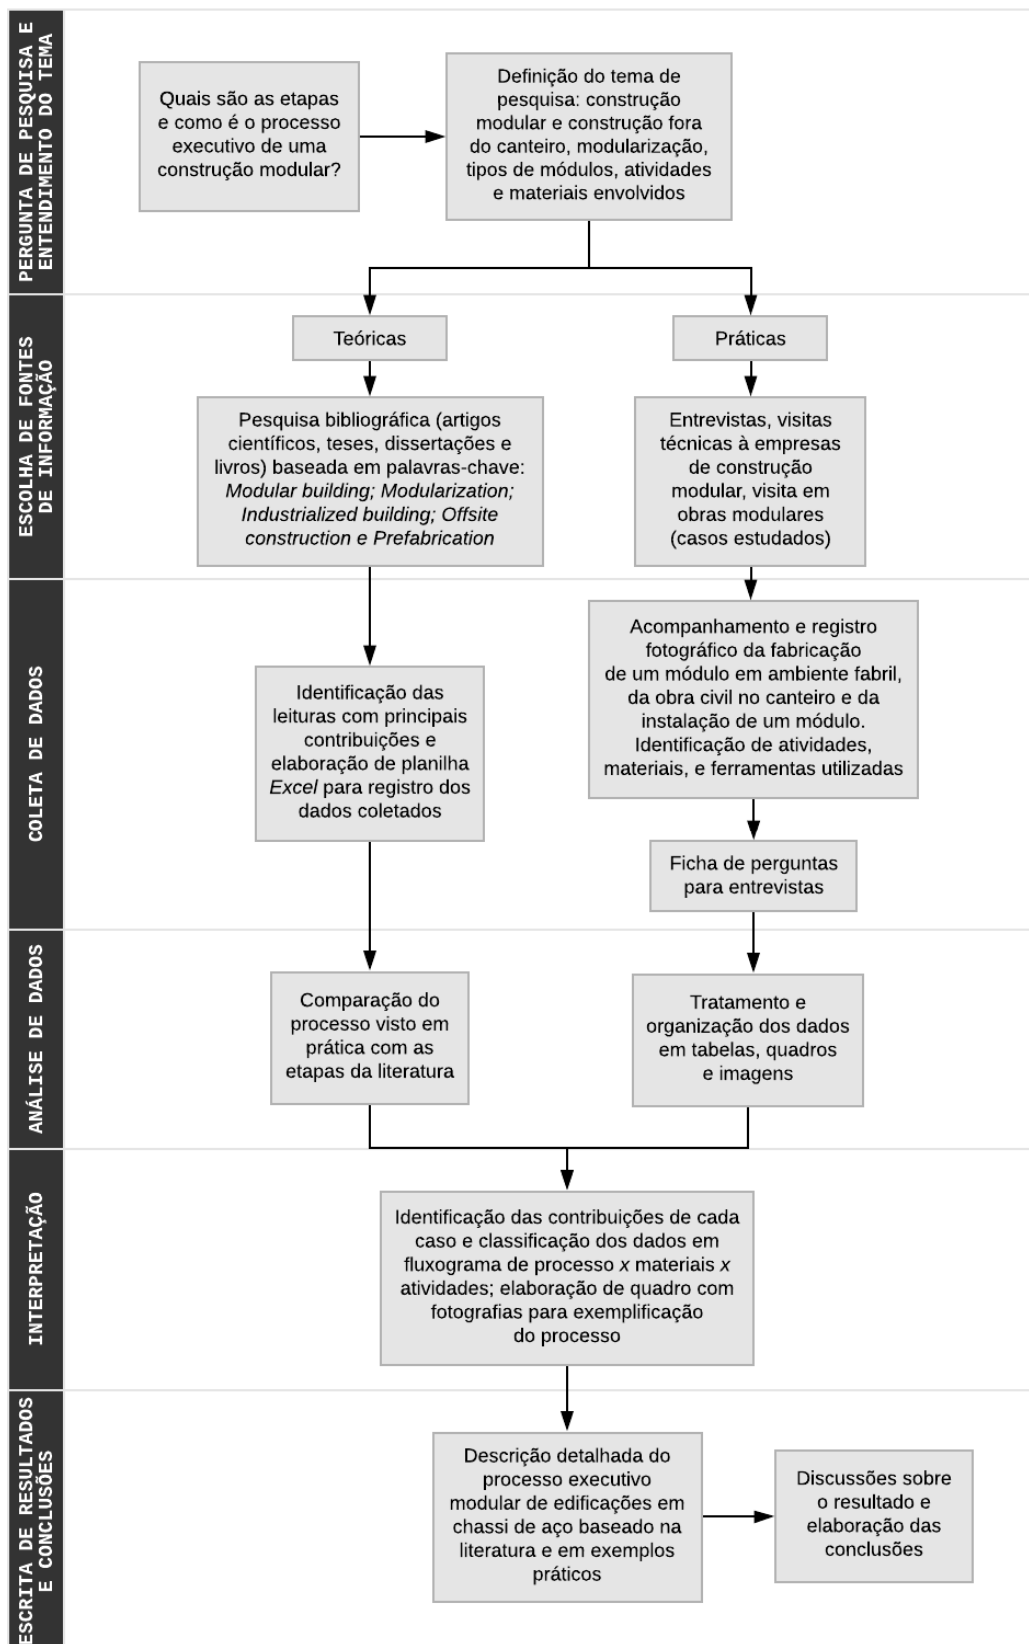 PERGUNTA DE PESQUISA E
ENTENDIMENTO DO TEMA
Quais são as etapas
e como é o processo
executivo de uma
construção modular?
Definição do tema de
pesquisa: construção
modular e construção fora
do canteiro, modularização,
tipos de módulos, atividades
e materiais envolvidos
ESCOLHA DE FONTES
DE INFORMAÇÃO
Teóricas
Práticas
Pesquisa bibliográfica (artigos
científicos, teses, dissertações e
livros) baseada em palavras-chave:
Modular building; Modularization;
Industrialized building; Offsite
construction e Prefabrication
Entrevistas, visitas
técnicas à empresas
de construção
modular, visita em
obras modulares
(casos estudados)
COLETA DE DADOS
Identificação das
leituras com principais
contribuições e
elaboração de planilha
Excel para registro dos
dados coletados
Acompanhamento e registro
fotográfico da fabricação
de um módulo em ambiente fabril,
da obra civil no canteiro e da
instalação de um módulo.
Identificação de atividades,
materiais, e ferramentas utilizadas
Ficha de perguntas
para entrevistas
ANÁLISE DE DADOS
Comparação do
processo visto em
prática com as
etapas da literatura
Tratamento e
organização dos dados
em tabelas, quadros
e imagens
INTERPRETAÇÃO
Identificação das contribuições de cada
caso e classificação dos dados em
fluxograma de processo x materiais x
atividades; elaboração de quadro com
fotografias para exemplificação
do processo
ESCRITA DE RESULTADOS
E CONCLUSÕES
Descrição detalhada do
processo executivo
modular de edificações em
chassi de aço baseado na
literatura e em exemplos
práticos
Discussões sobre
o resultado e
elaboração das
conclusões